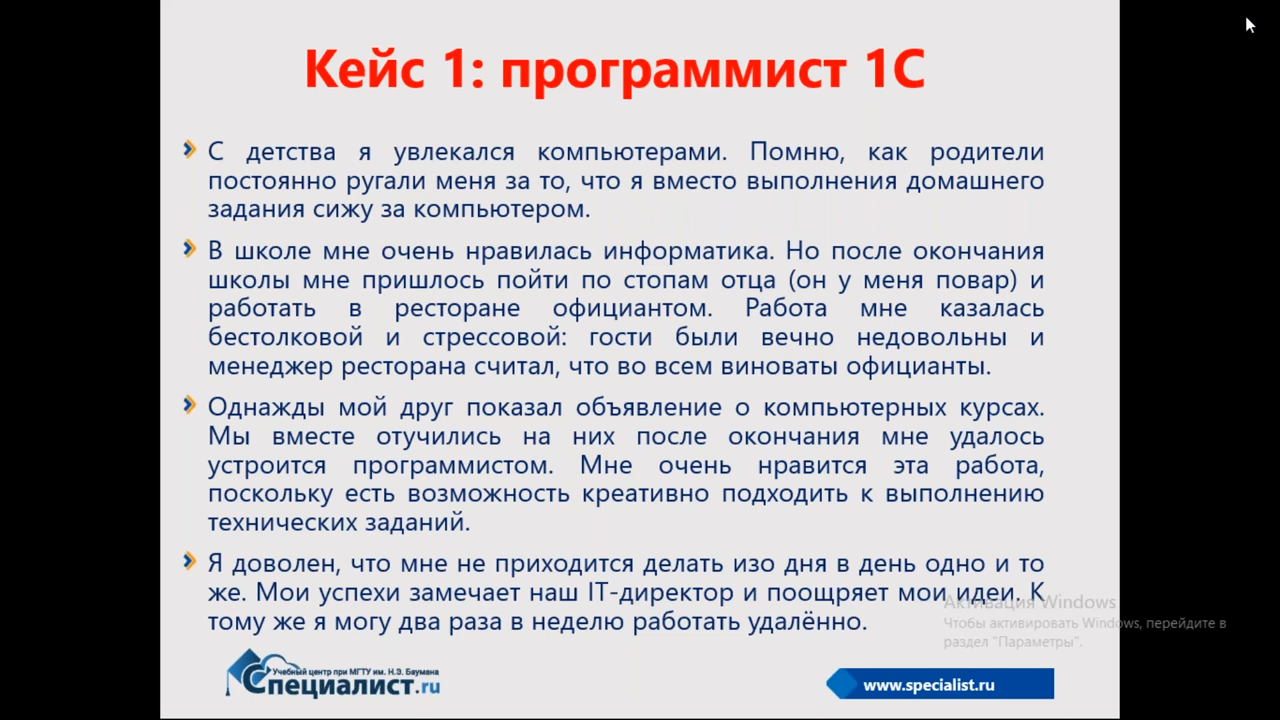 Кейс 1: программист 1С
С детства я увлекался компьютерами. Помню, как родители
постоянно ругали меня за то, что я вместо выполнения домашнего
задания сижу за компьютером.
В школе мне очень нравилась информатика. Но после окончания
школы мне пришлось пойти по стопам отца (он у меня повар) и
работать в ресторане официантом. Работа мне казалась
бестолковой и стрессовой: гости были вечно недовольны и
менеджер ресторана считал, что во всем виноваты официанты.
Однажды мой друг показал объявление о компьютерных курсах.
Мы вместе отучились на них после окончания мне удалось
устроится программистом. Мне очень нравится эта работа,
поскольку есть возможность креативно подходить к выполнению
технических заданий.
Я доволен, что мне не приходится делать изо дня в день одно и то
же. Мои успехи замечает наш IT-директор и поощряет мои идеи. К
тому же я могу два раза в неделю работать удалённо.
Активация Windows
Чтобы активировать Windows, перейдите в
раздел "Параметры".
Учебный центр при МГТУ им. Н.Э. Баумана
Специалист.ru
www.specialist.ru